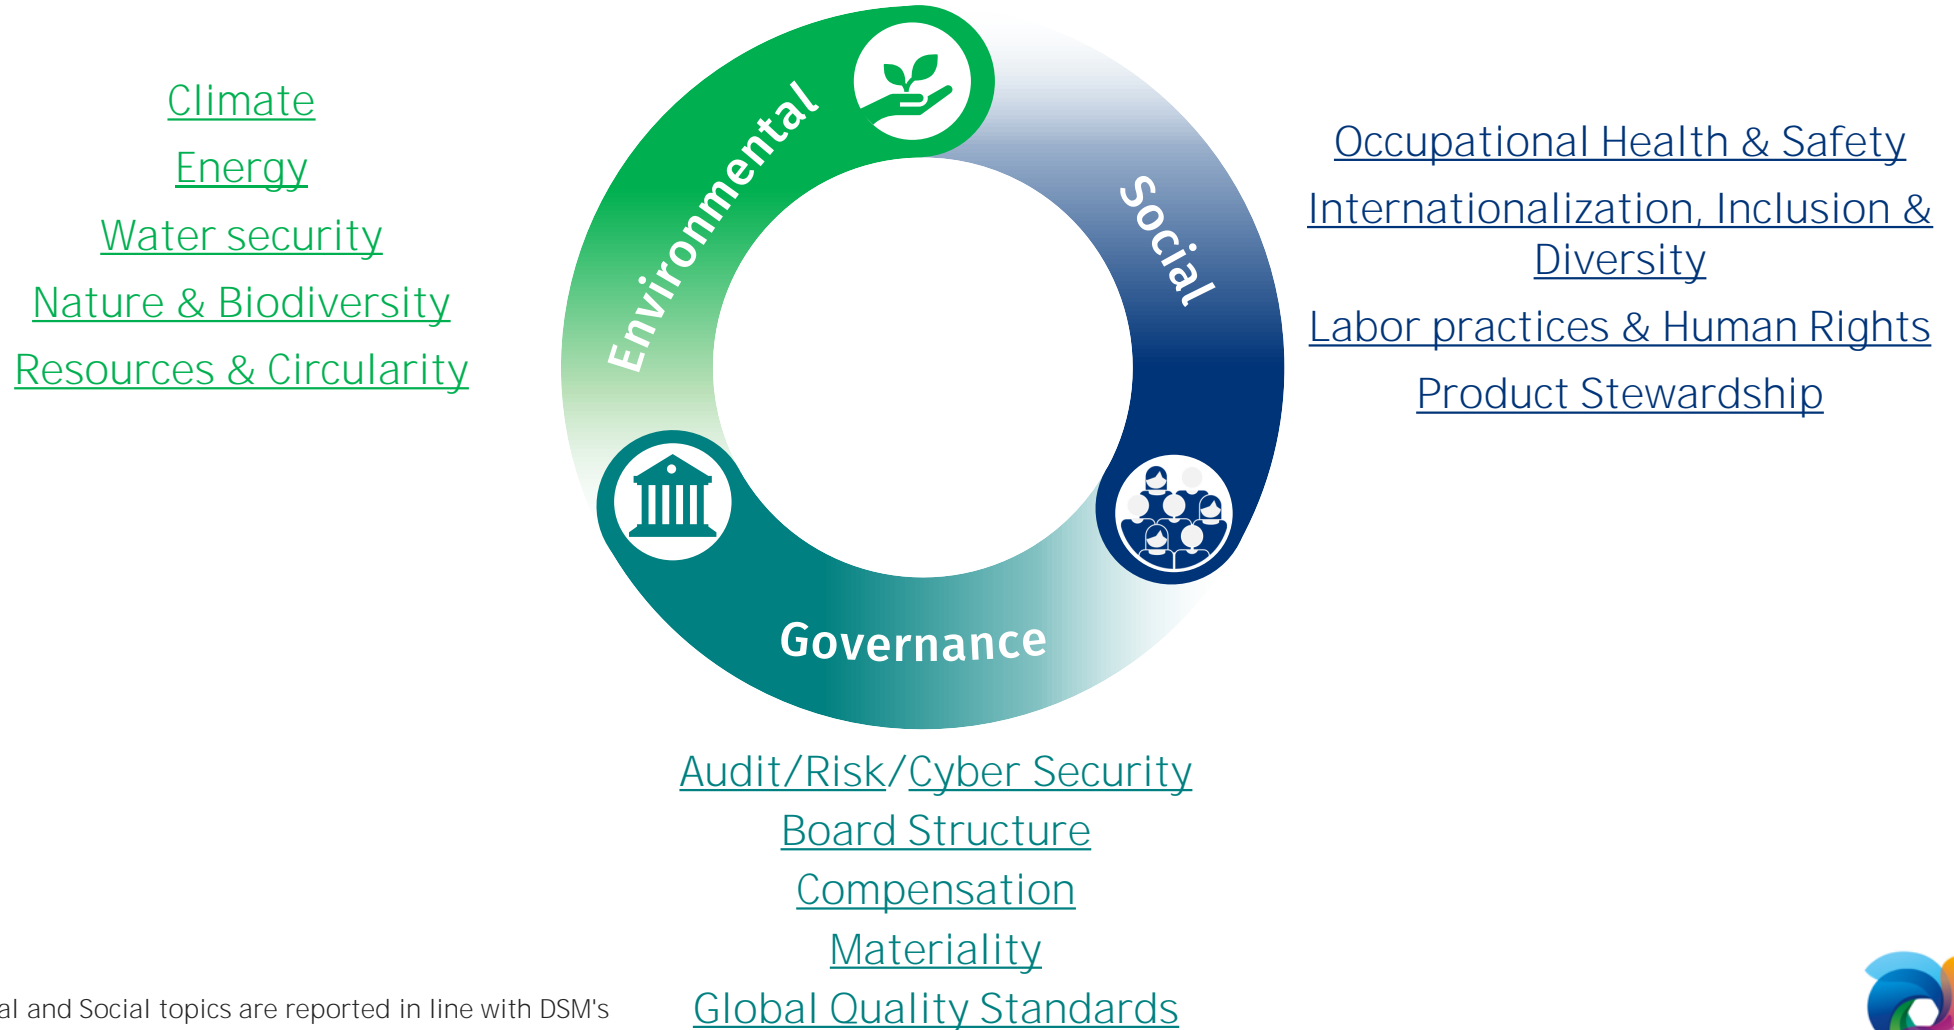 Climate
Energy
Water security
Nature & Biodiversity
Resources & Circularity
Environmental
Social
Governance
Occupational Health & Safety
Internationalization, Inclusion &
Diversity
Labor practices & Human Rights
Product Stewardship
Audit/Risk/Cyber Security
Board Structure
Compensation
Materiality
Global Quality Standards
and Social topics are reported in line with DSM's